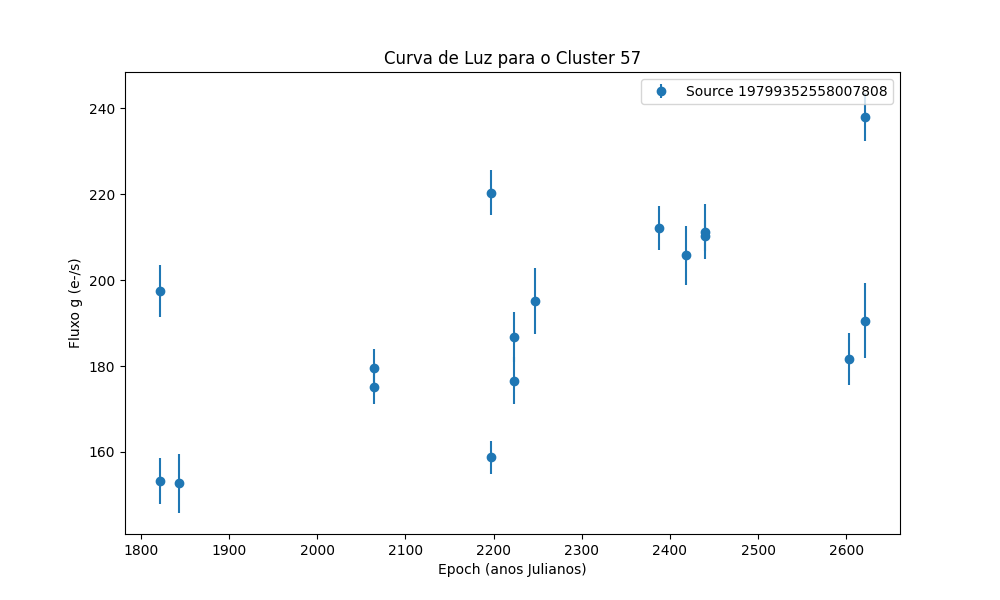 Curva de Luz para o Cluster 57
Source 19799352558007808
240
220
200
180
160
Fluxo g (e-/s)
1800 1900 2000 2100 2200 2300 2400 2500 2600
Epoch (anos Julianos)